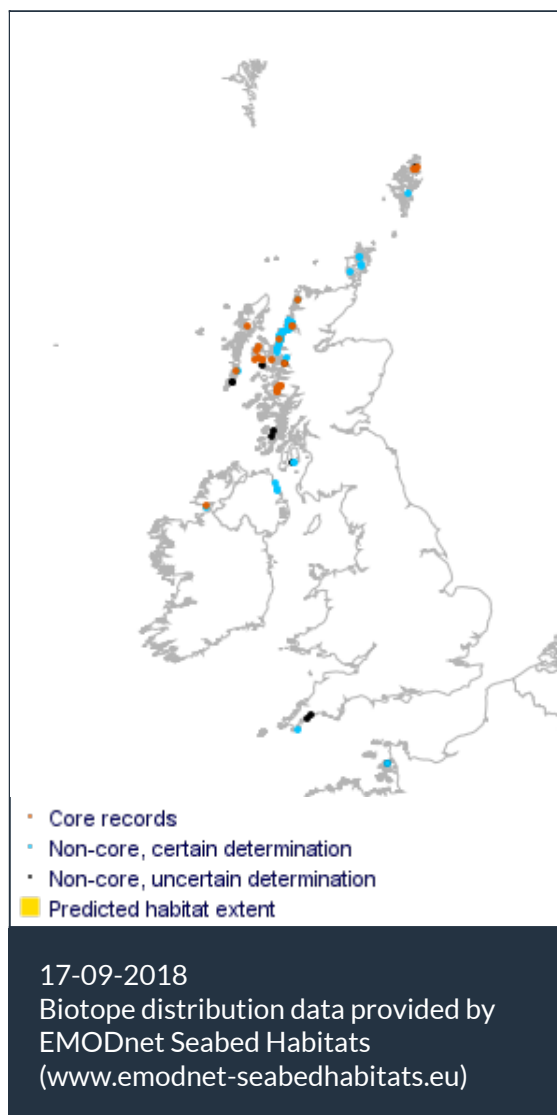 Core records
Non-core, certain determination
Non-core, uncertain determination
Predicted habitat extent
17-09-2018
Biotope distribution data provided by
EMODnet Seabed Habitats
(www.emodnet-seabedhabitats.eu)